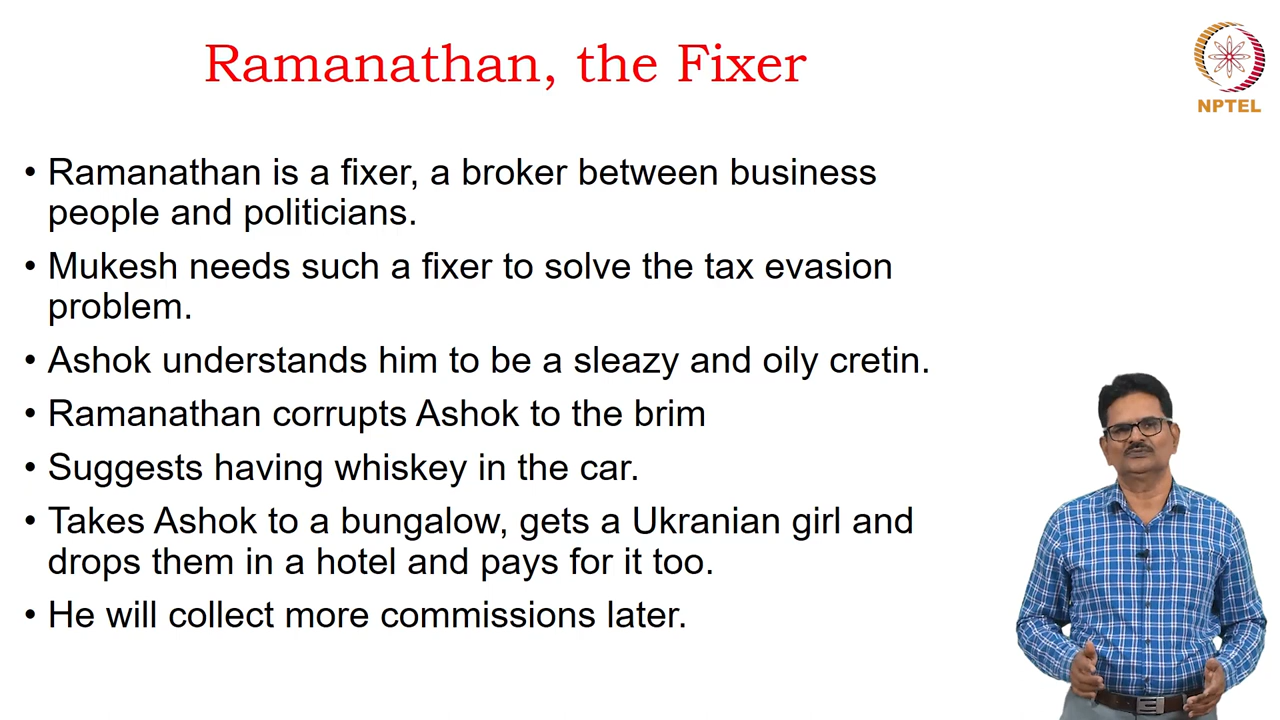 Ramanathan, the Fixer
NPTEL
• Ramanathan is a fixer, a broker between business
people and politicians.
• Mukesh needs such a fixer to solve the tax evasion
problem.
• Ashok understands him to be a sleazy and oily cretin.
• Ramanathan corrupts Ashok to the brim
• Suggests having whiskey in the car.
• Takes Ashok to a bungalow, gets a Ukranian girl and
drops them in a hotel and pays for it too.
• He will collect more commissions later.